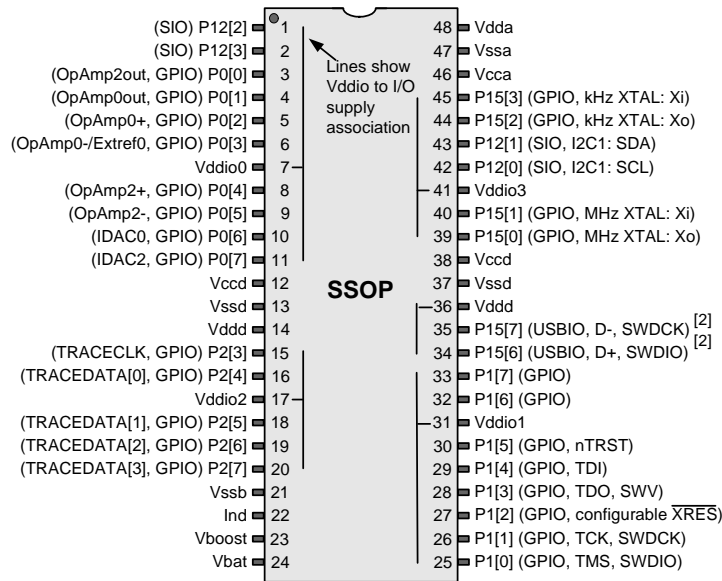 (SIO) P12[2] 1
(SIO) P12[3] 2
(OpAmp2out, GPIO) P0[0] 3
(OpAmp0out, GPIO) P0[1] 4
(OpAmp0+, GPIO) P0[2] 5
(OpAmp0-/Extref0, GPIO) P0[3] 6
Vddio0 7
(OpAmp2+, GPIO) P0[4] 8
(OpAmp2-, GPIO) P0[5] 9
(IDAC0, GPIO) P0[6] 10
(IDAC2, GPIO) P0[7] 11
Vccd 12
Vssd 13
Vddd 14
(TRACECLK, GPIO) P2[3] 15
(TRACEDATA[0], GPIO) P2[4] 16
Vddio2 17
(TRACEDATA[1], GPIO) P2[5] 18
(TRACEDATA[2], GPIO) P2[6] 19
(TRACEDATA[3], GPIO) P2[7] 20
Vssb 21
Ind 22
Vboost 23
Vbat 24
Lines show
Vddio to I/O
supply
association
SSOP
48 Vdda
47 Vssa
46 Vcca
45 P15[3] (GPIO, kHz XTAL: Xi)
44 P15[2] (GPIO, kHz XTAL: Xo)
43 P12[1] (SIO, I2C1: SDA)
42 P12[0] (SIO, I2C1: SCL)
41 Vddio3
40 P15[1] (GPIO, MHz XTAL: Xi)
39 P15[0] (GPIO, MHz XTAL: Xo)
38 Vccd
37 Vssd
36 Vddd
35 P15[7] (USBIO, D-, SWDCK) [2]
34 P15[6] (USBIO, D+, SWDIO) [2]
33 P1[7] (GPIO)
32 P1[6] (GPIO)
31 Vddio1
30 P1[5] (GPIO, nTRST)
29 P1[4] (GPIO, TDI)
28 P1[3] (GPIO, TDO, SWV)
27 P1[2] (GPIO, configurable XRES)
26 P1[1] (GPIO, TCK, SWDCK)
25 P1[0] (GPIO, TMS, SWDIO)